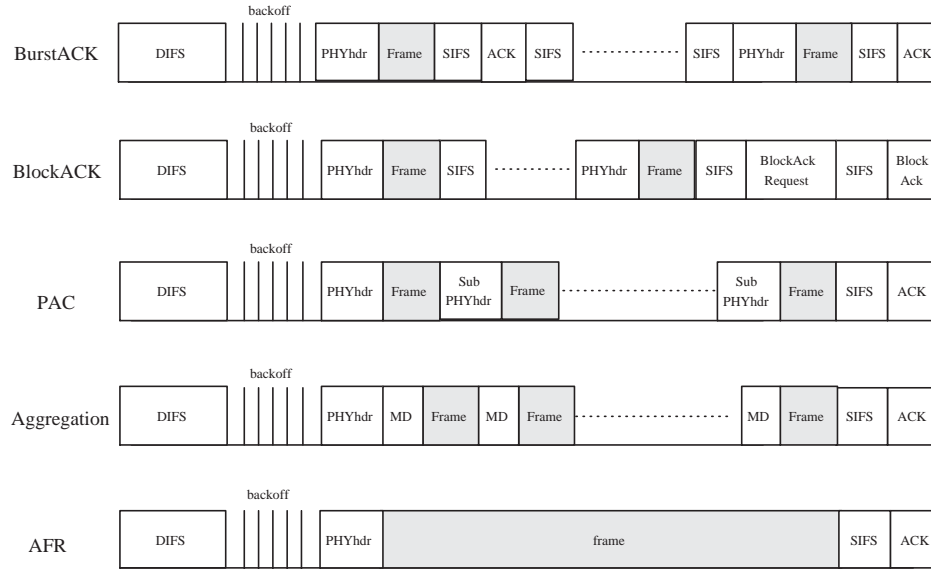 backoff
BurstACK DIFS PHYhdr Frame SIFS ACK SIFS SIFS PHYhdr Frame SIFS ACK
backoff
BlockACK DIFS PHYhdr Frame SIFS PHYhdr Frame SIFS BlockAck Request SIFS Block Ack
backoff
PAC DIFS PHYhdr Frame Sub PHYhdr Frame Sub PHYhdr Frame SIFS ACK
backoff
Aggregation DIFS PHYhdr MD Frame MD Frame MD Frame SIFS ACK
backoff
AFR DIFS PHYhdr frame SIFS ACK